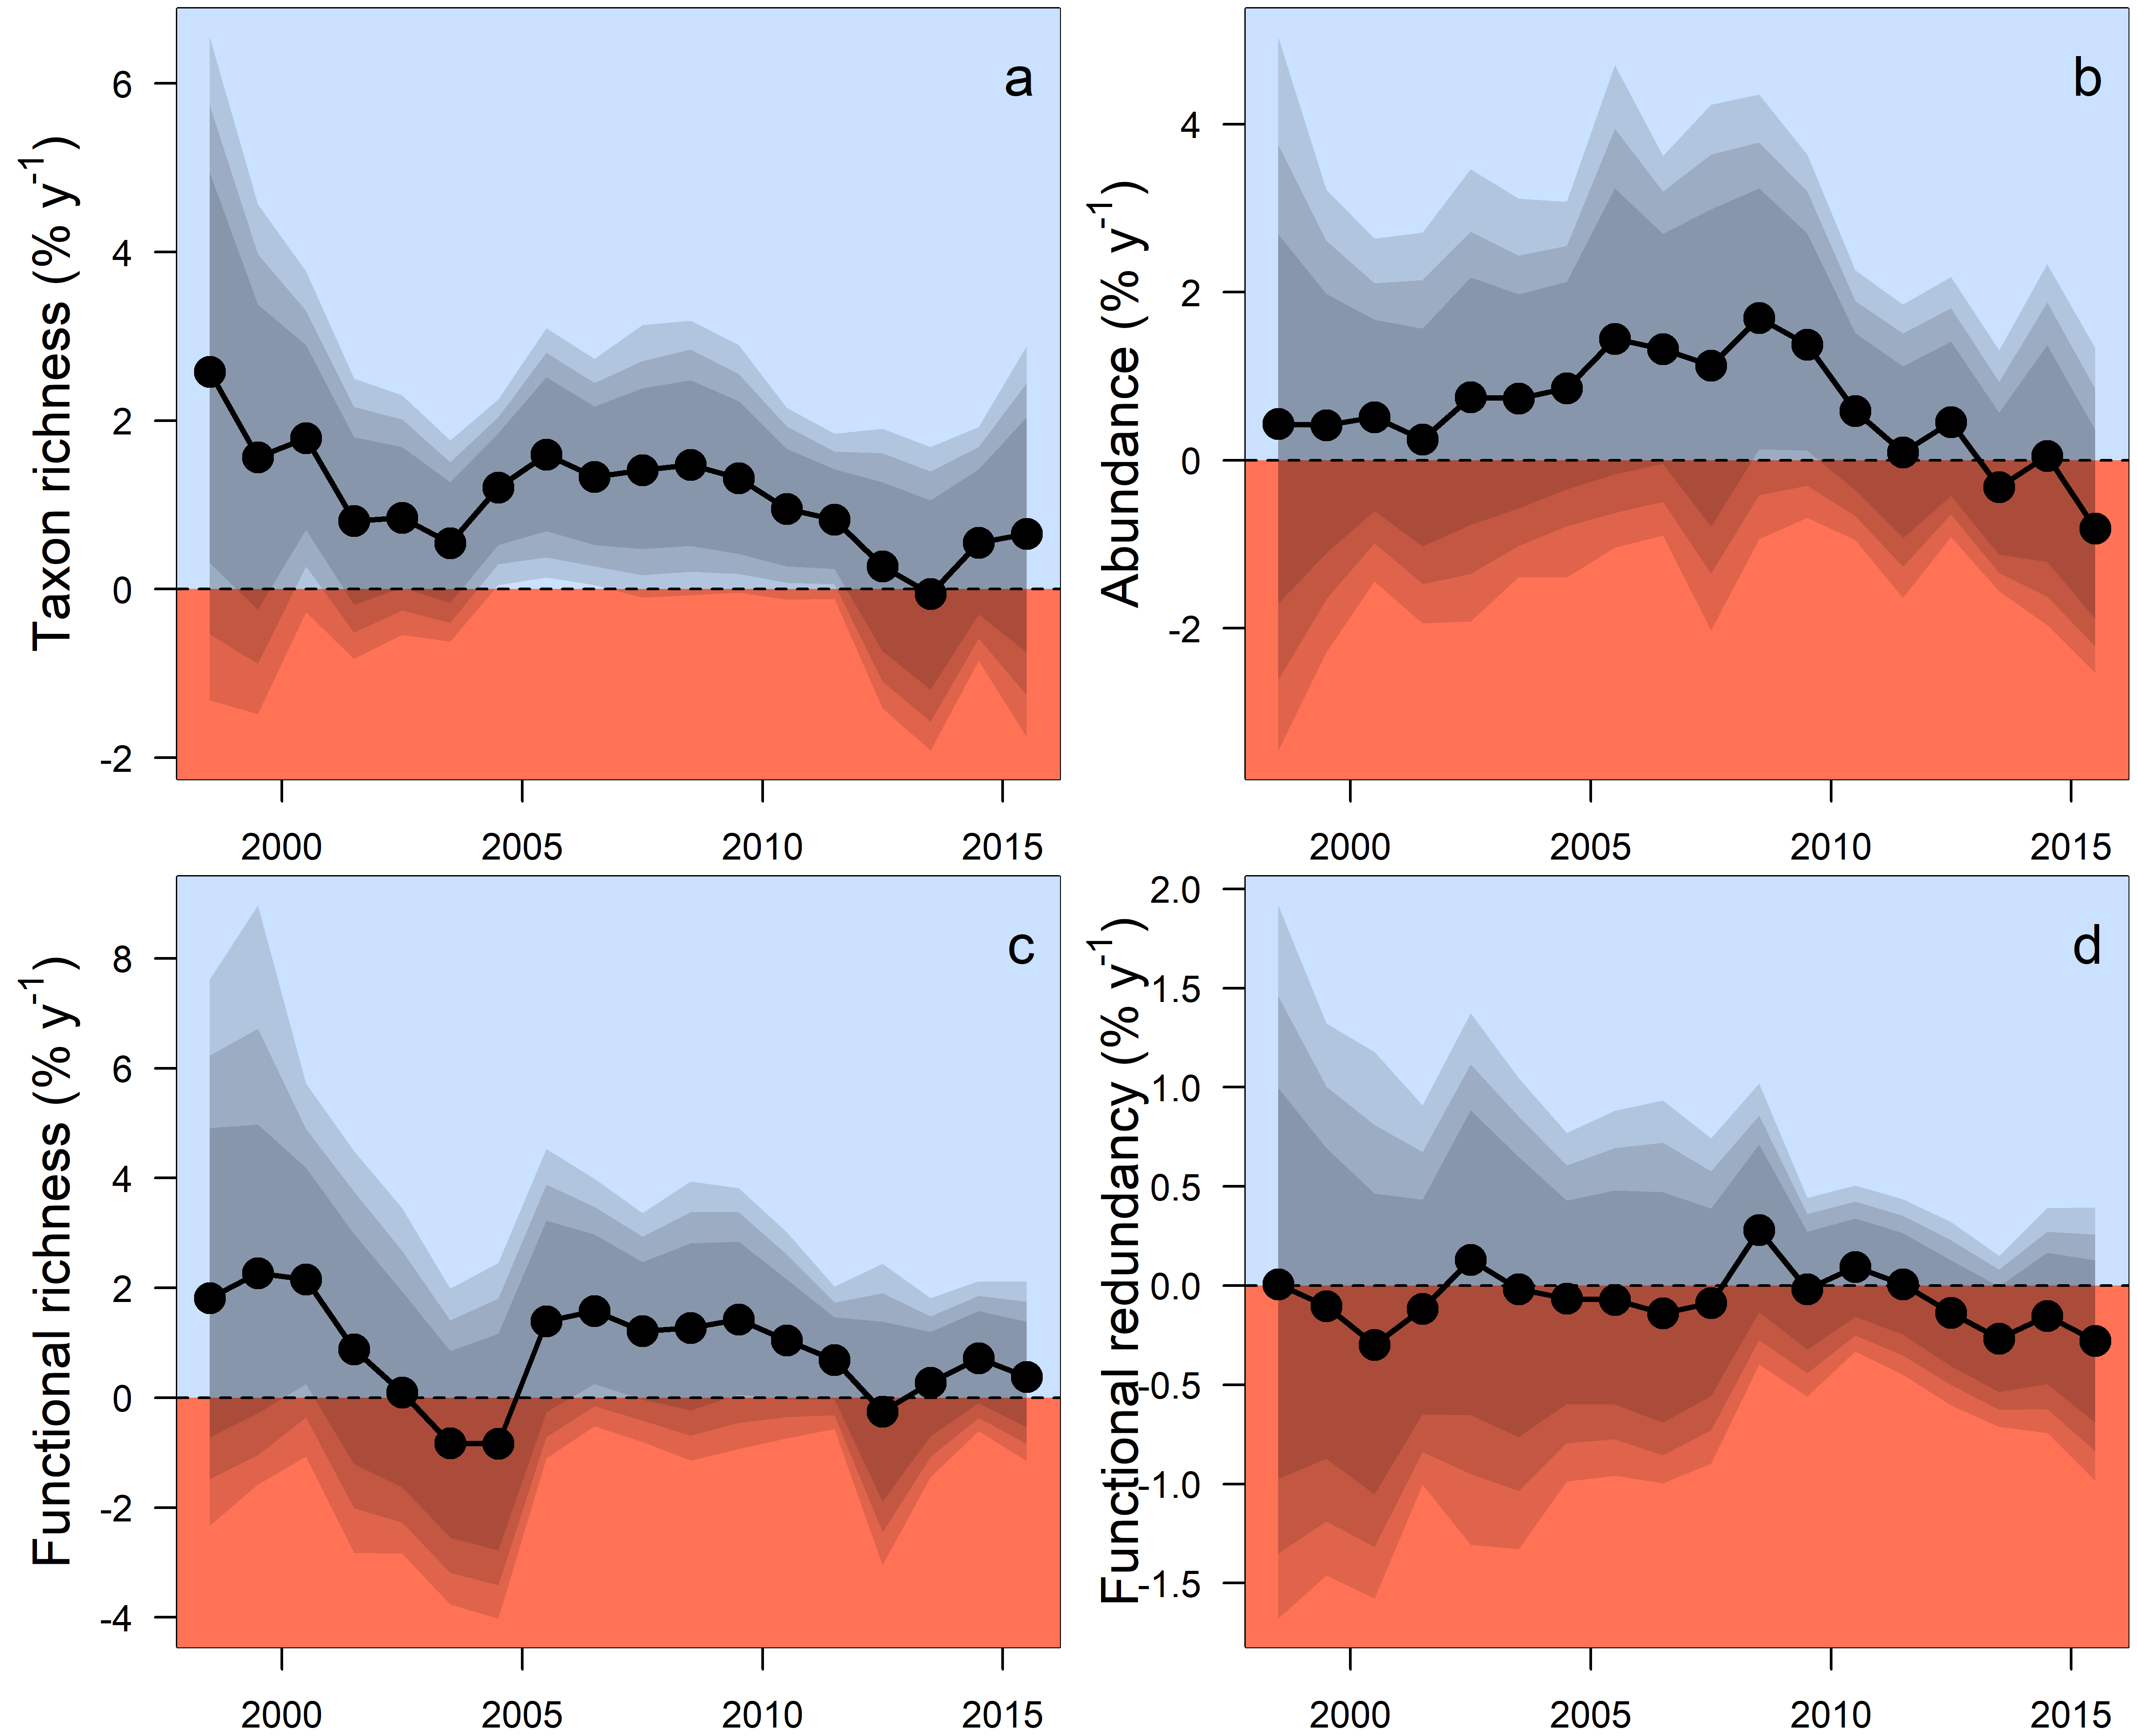 a
Taxon richness (% y-1)
6
4
2
0
-2
2000 2005 2010 2015
b
Abundance (% y-1)
4
2
0
-2
2000 2005 2010 2015
c
Functional richness (% y-1)
8
6
4
2
0
-2
-4
2000 2005 2010 2015
d
Functional redundancy (% y-1)
2.0
1.5
1.0
0.5
0.0
-0.5
-1.0
-1.5
2000 2005 2010 2015